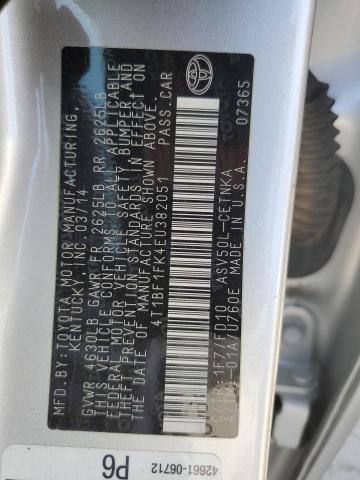 MFD.BY: TOYOTA MOTOR MANUFACTURING,
KENTUCKY, INC. 03/14
GVWR 4630LB GAWR FR 2625LB RR 2625LB
THIS VEHICLE CONFORMS TO ALL APPLICABLE
FEDERAL MOTOR VEHICLE SAFETY, BUMPER, AND
THEFT PREVENTION STANDARDS IN EFFECT ON
THE DATE OF MANUFACTURE SHOWN ABOVE.
4T1BF1FK4EU382051 PASS.CAR
C/TR: 1F7/FD10 ASV50L-CETNKA
-01A/U760E MADE IN U.S.A. 07365
42661-06712
P6